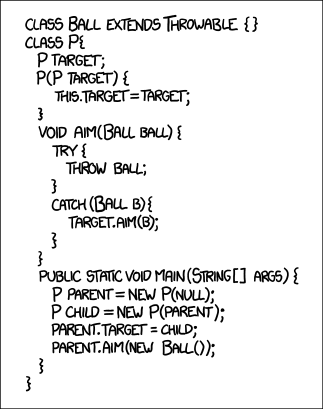 CLASS BALL EXTENDS THROWABLE {}
CLASS P{
P TARGET;
P(P TARGET) {
THIS.TARGET = TARGET;
}
VOID AIM(BALL BALL) {
TRY {
THROW BALL;
}
CATCH (BALL B){
TARGET.AIM(B);
}
}
PUBLIC STATIC VOID MAIN(STRING[] ARGS) {
P PARENT = NEW P(NULL);
P CHILD = NEW P(PARENT);
PARENT.TARGET = CHILD;
PARENT.AIM(NEW BALL());
}
}